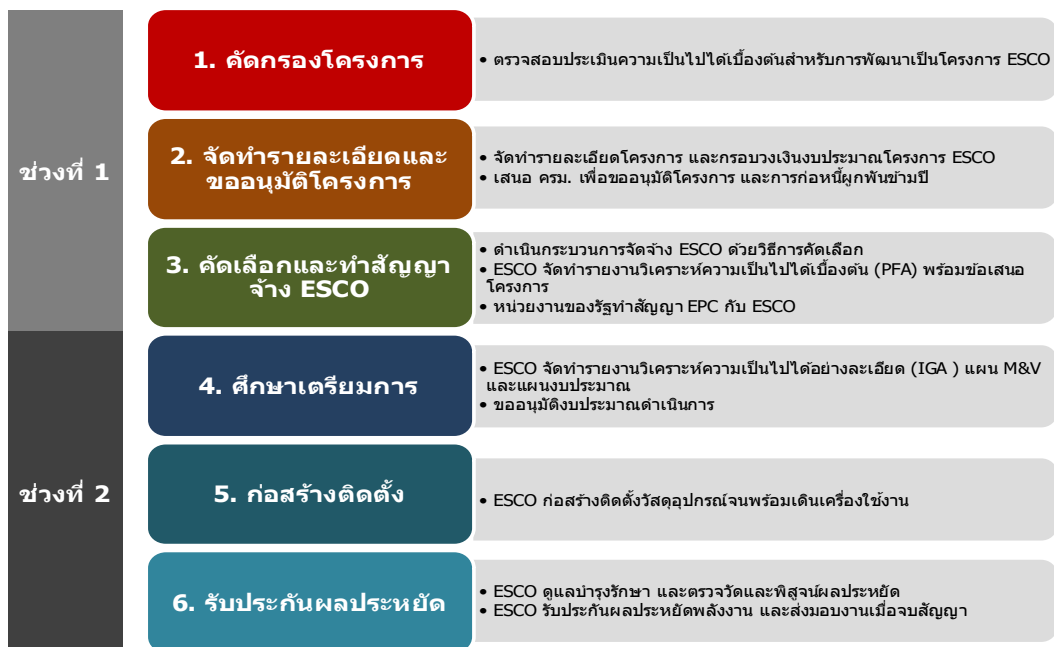 ช่วงที่ 1
1. คัดกรองโครงการ
• ตรวจสอบประเมินความเป็นไปได้เบื้องต้นสำหรับการพัฒนาเป็นโครงการ ESCO
2. จัดทำรายละเอียดและ
ขออนุมัติโครงการ
• จัดทำรายละเอียดโครงการ และกรอบวงเงินงบประมาณโครงการ ESCO
• เสนอ ครม. เพื่อขออนุมัติโครงการ และการก่อหนี้ผูกพันข้ามปี
3. คัดเลือกและทำสัญญา
จ้าง ESCO
• ดำเนินกระบวนการจัดจ้าง ESCO ด้วยวิธีการคัดเลือก
• ESCO จัดทำรายงานวิเคราะห์ความเป็นไปได้เบื้องต้น (PFA) พร้อมข้อเสนอ
โครงการ
• หน่วยงานของรัฐทำสัญญา EPC กับ ESCO
ช่วงที่ 2
4. ศึกษาเตรียมการ
• ESCO จัดทำรายงานวิเคราะห์ความเป็นไปได้อย่างละเอียด (IGA ) แผน M&V
และแผนงบประมาณ
• ขออนุมัติงบประมาณดำเนินการ
5. ก่อสร้างติดตั้ง
• ESCO ก่อสร้างติดตั้งวัสดุอุปกรณ์จนพร้อมเดินเครื่องใช้งาน
6. รับประกันผลประหยัด
• ESCO ดูแลบำรุงรักษา และตรวจวัดและพิสูจน์ผลประหยัด
• ESCO รับประกันผลประหยัดพลังงาน และส่งมอบงานเมื่อจบสัญญา